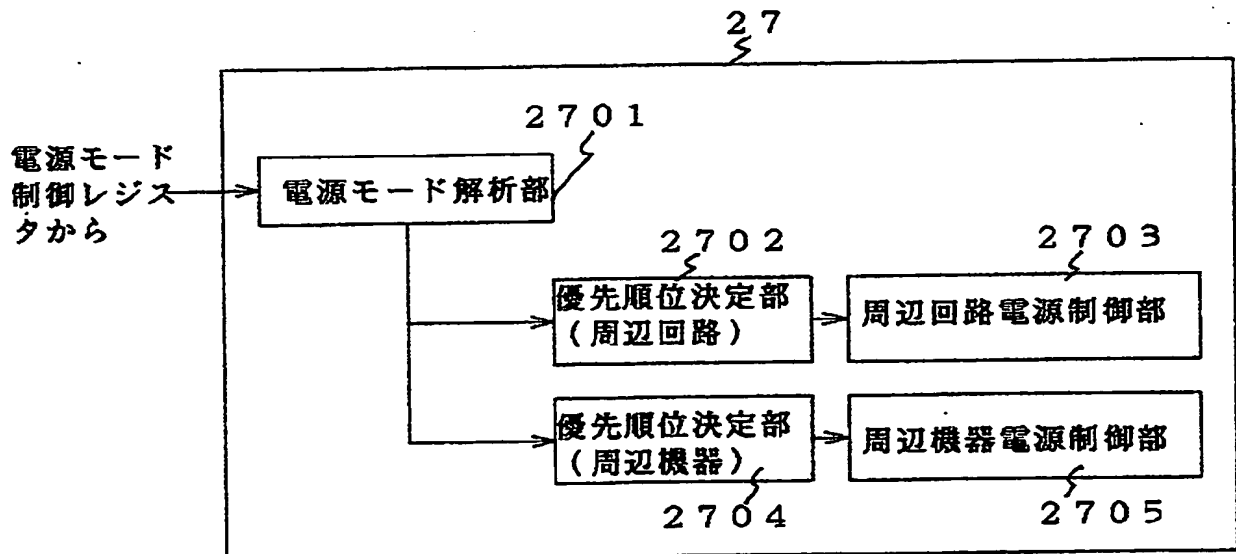 27
2701
電源モード
制御レジス
タから
電源モード解析部
2702
2703
優先順位決定部
(周辺回路)
周辺回路電源制御部
優先順位決定部
(周辺機器)
周辺機器電源制御部
2704
2705